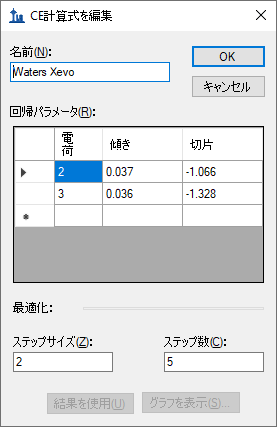 CE計算式を編集
名前(N):
Waters Xevo
OK
キャンセル
回帰パラメータ(R):
電荷 傾き 切片
2 0.037 -1.066
3 0.036 -1.328
最適化:
ステップサイズ(Z): ステップ数(C):
2 5
結果を使用(U) グラフを表示(S)...